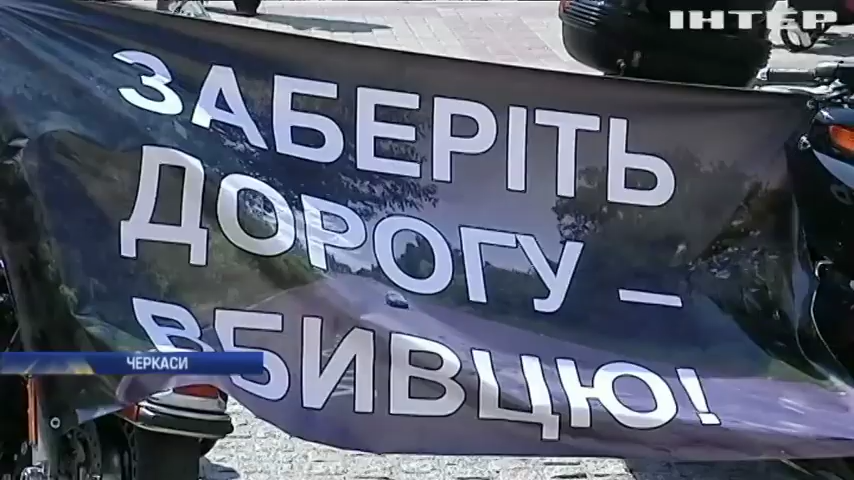 ІНТЕР
ЗАБЕРІТЬ
ДОРОГУ –
ВБИВЦЮ!
ЧЕРКАСИ